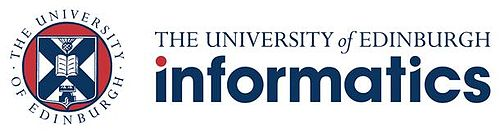 THE UNIVERSITY
OF EDINBURGH
THE UNIVERSITY of EDINBURGH
informatics